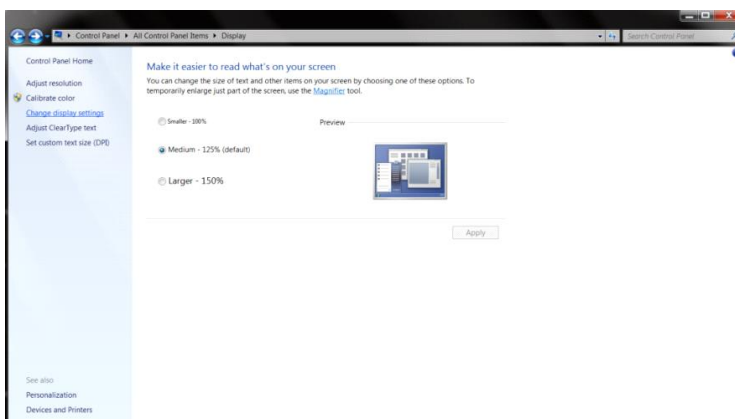 Control Panel ▸ All Control Panel Items ▸ Display
Search Control Panel
Control Panel Home
Adjust resolution
Calibrate color
Change display settings
Adjust ClearType text
Set custom text size (DPI)
See also
Personalization
Devices and Printers
Make it easier to read what's on your screen
You can change the size of text and other items on your screen by choosing one of these options. To
temporarily enlarge just part of the screen, use the Magnifier tool.
Smaller - 100%
Preview
Medium - 125% (default)
Larger - 150%
Apply